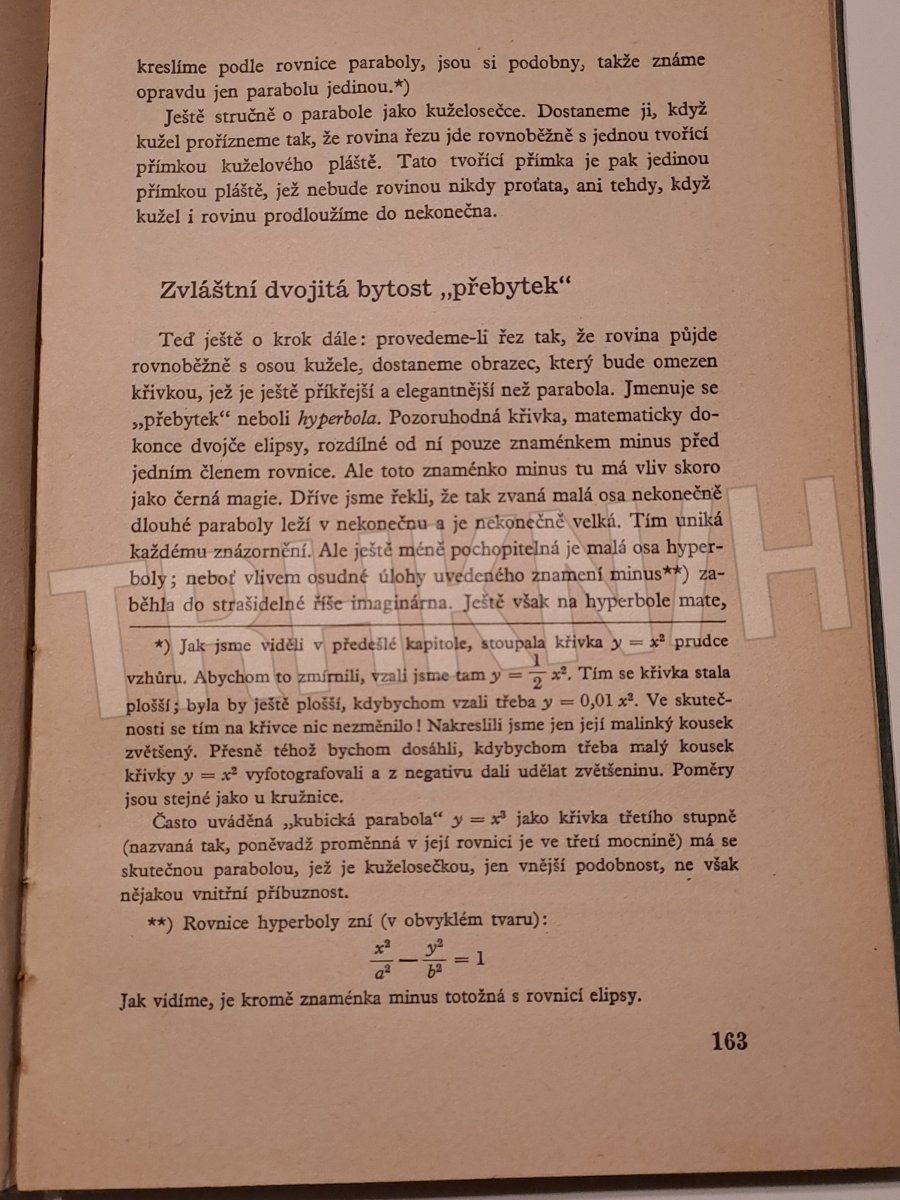 kreslíme podle rovnice paraboly, jsou si podobny, takže známe
opravdu jen parabolu jedinou.*)
Ještě stručně o parabole jako kuželosečce. Dostaneme ji, když
kužel prořízneme tak, že rovina řezu jde rovnoběžně s jednou tvořící
přímkou kuželového pláště. Tato tvořící přímka je pak jedinou
přímkou pláště, jež nebude rovinou nikdy proťata, ani tehdy, když
kužel i rovinu prodloužíme do nekonečna.
Zvláštní dvojitá bytost „přebytek“
Teď ještě o krok dále: provedeme-li řez tak, že rovina půjde
rovnoběžně s osou kužele, dostaneme obrazec, který bude omezen
křivkou, jež je ještě příkřejší a elegantnější než parabola. Jmenuje se
„přebytek“ neboli hyperbola. Pozoruhodná křivka, matematicky do-
konce dvojče elipsy, rozdílné od ní pouze znaménkem minus před
jedním členem rovnice. Ale toto znaménko minus tu má vliv skoro
jako černá magie. Dříve jsme řekli, že tak zvaná malá osa nekonečně
dlouhé paraboly leží v nekonečnu a je nekonečně velká. Tím uniká
každému znázornění. Ale ještě méně pochopitelná je malá osa hyper-
boly; neboť vlivem osudné úlohy uvedeného znamení minus**) za-
běhla do strašidelné říše imaginárna. Ještě však na hyperbole mate,
TRHKNIH
*) Jak jsme viděli v předešlé kapitole, stoupala křivka y = x² prudce
vzhůru. Abychom to zmírnili, vzali jsme tam y = 1/2 x². Tím se křivka stala
plošší; byla by ještě plošší, kdybychom vzali třeba y = 0,01 x². Ve skuteč-
nosti se tím na křivce nic nezměnilo! Nakreslili jsme jen její malinký kousek
zvětšený. Přesně téhož bychom dosáhli, kdybychom třeba malý kousek
křivky y = x² vyfotografovali a z negativu dali udělat zvětšeninu. Poměry
jsou stejné jako u kružnice.
Často uváděná „kubická parabola“ y = x³ jako křivka třetího stupně
(nazvaná tak, poněvadž proměnná v její rovnici je ve třetí mocnině) má se
skutečnou parabolou, jež je kuželosečkou, jen vnější podobnost, ne však
nějakou vnitřní příbuznost.
**) Rovnice hyperboly zní (v obvyklém tvaru):
x²/a² — y²/b² = 1
Jak vidíme, je kromě znaménka minus totožná s rovnicí elipsy.
163